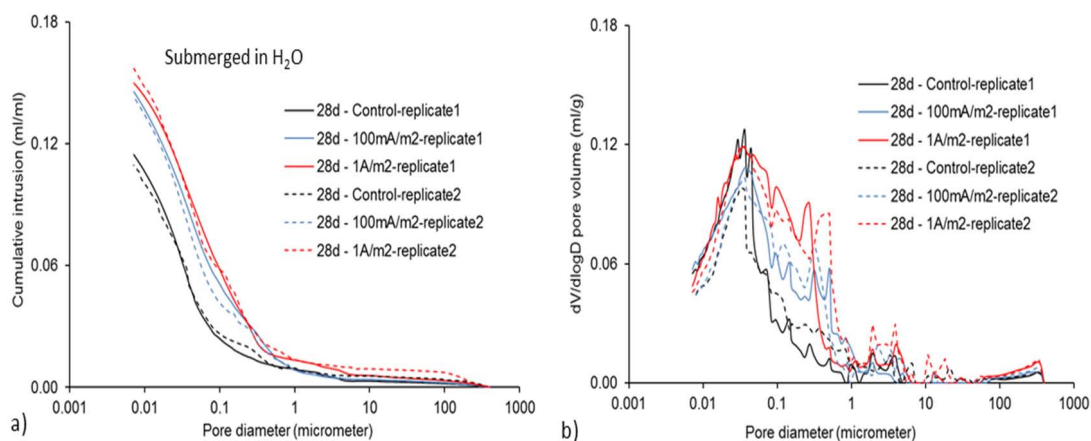 0.18
0.12
0.06
0.00
Cumulative intrusion (ml/ml)
Submerged in H₂O
28d - Control-replicate1
28d - 100mA/m2-replicate1
28d - 1A/m2-replicate1
28d - Control-replicate2
28d - 100mA/m2-replicate2
28d - 1A/m2-replicate2
0.001 0.01 0.1 1 10 100 1000
Pore diameter (micrometer)
a)
0.18
0.12
0.06
0.00
dV/dlogD pore volume (ml/g)
28d - Control-replicate1
28d - 100mA/m2-replicate1
28d - 1A/m2-replicate1
28d - Control-replicate2
28d - 100mA/m2-replicate2
28d - 1A/m2-replicate2
0.001 0.01 0.1 1 10 100 1000
Pore diameter (micrometer)
b)